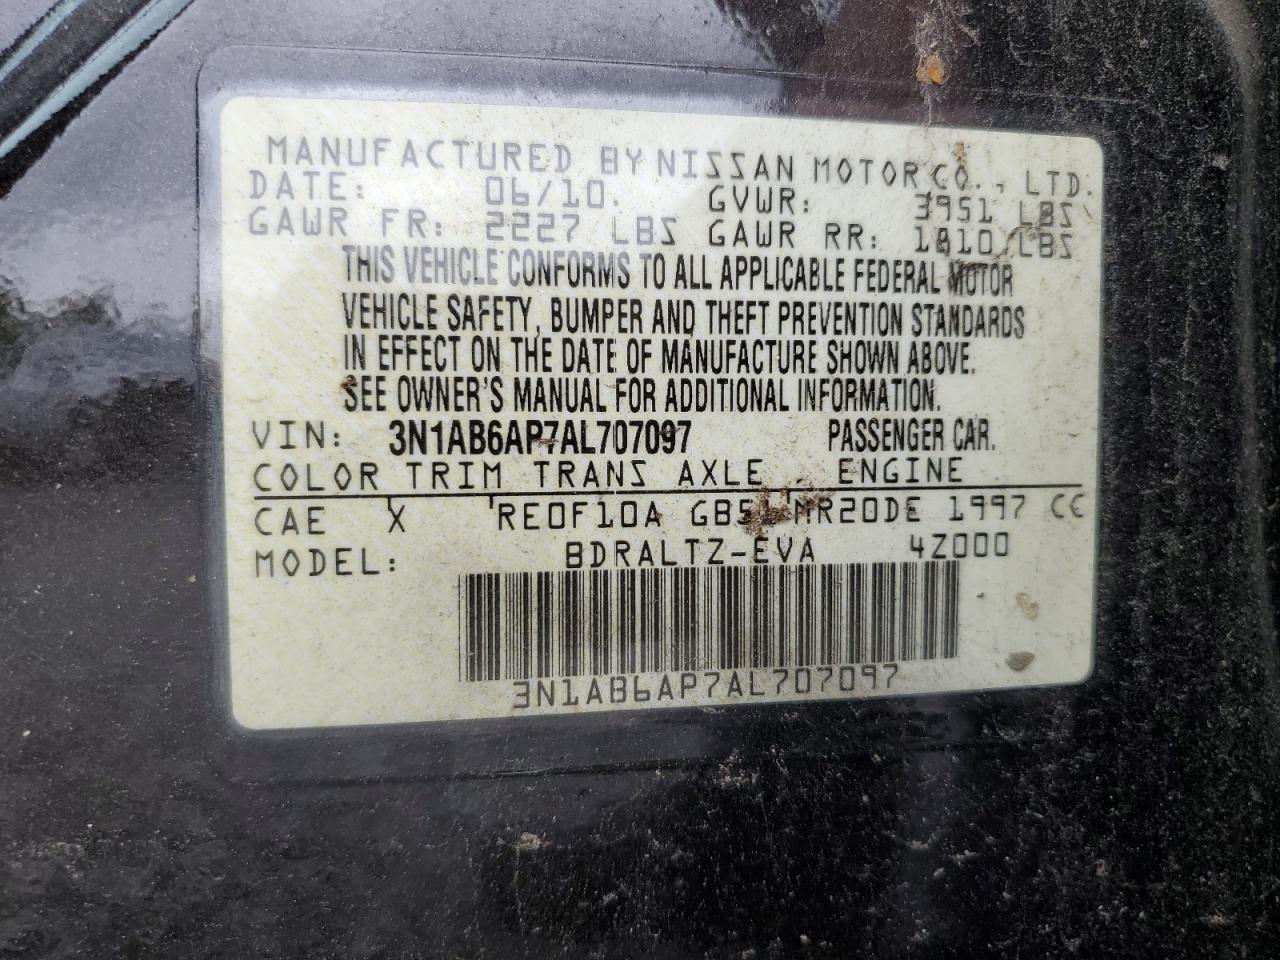 MANUFACTURED BY NISSAN MOTOR CO., LTD.
DATE: 06/10. GVWR: 3951 LBS
GAWR FR: 2227 LBS GAWR RR: 1810 LBS
THIS VEHICLE CONFORMS TO ALL APPLICABLE FEDERAL MOTOR
VEHICLE SAFETY, BUMPER AND THEFT PREVENTION STANDARDS
IN EFFECT ON THE DATE OF MANUFACTURE SHOWN ABOVE.
SEE OWNER'S MANUAL FOR ADDITIONAL INFORMATION.
VIN: 3N1AB6AP7AL707097 PASSENGER CAR.
COLOR TRIM TRANS AXLE ENGINE
CAE X RE0F10A MR20DE 1997 CC
MODEL: BDRALTZ-EVA 4Z000
3N1AB6AP7AL707097